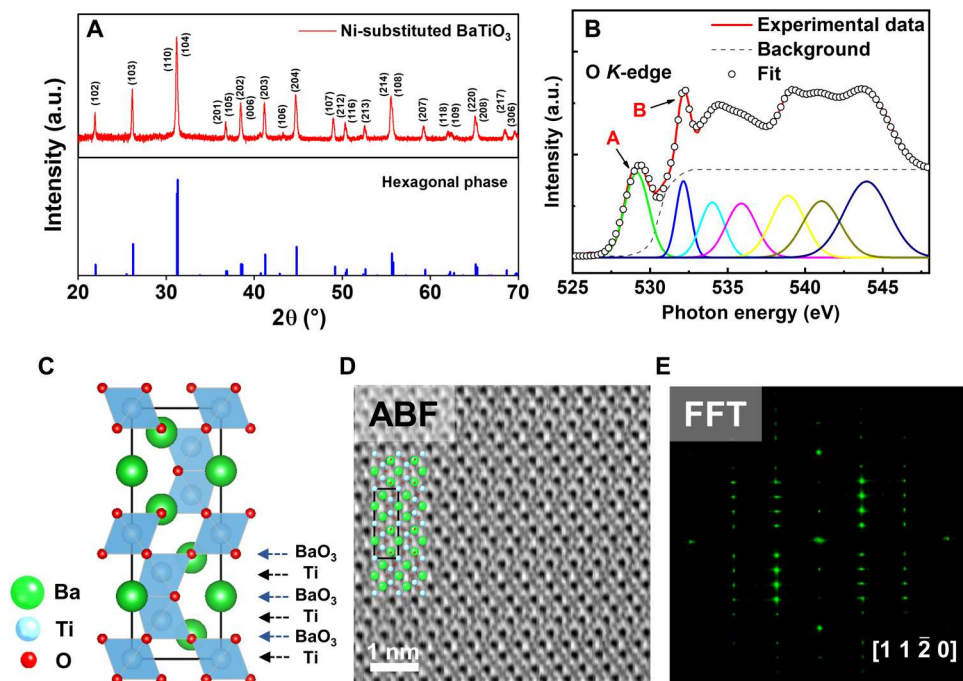 A
Ni-substituted BaTiO₃
(102)
(103)
(110)
(104)
(201)
(105)
(202)
(006)
(203)
(106)
(204)
(107)
(212)
(116)
(213)
(214)
(108)
(207)
(118)
(109)
(220)
(208)
(217)
(306)
Hexagonal phase
Intensity (a.u.)
20 30 40 50 60 70
2θ (°)
B
Experimental data
Background
Fit
O K-edge
A
B
Intensity (a.u.)
525 530 535 540 545
Photon energy (eV)
C
BaO₃
Ti
BaO₃
Ti
BaO₃
Ti
Ba
Ti
O
D
ABF
1 nm
E
FFT
[1 1 2̄ 0]